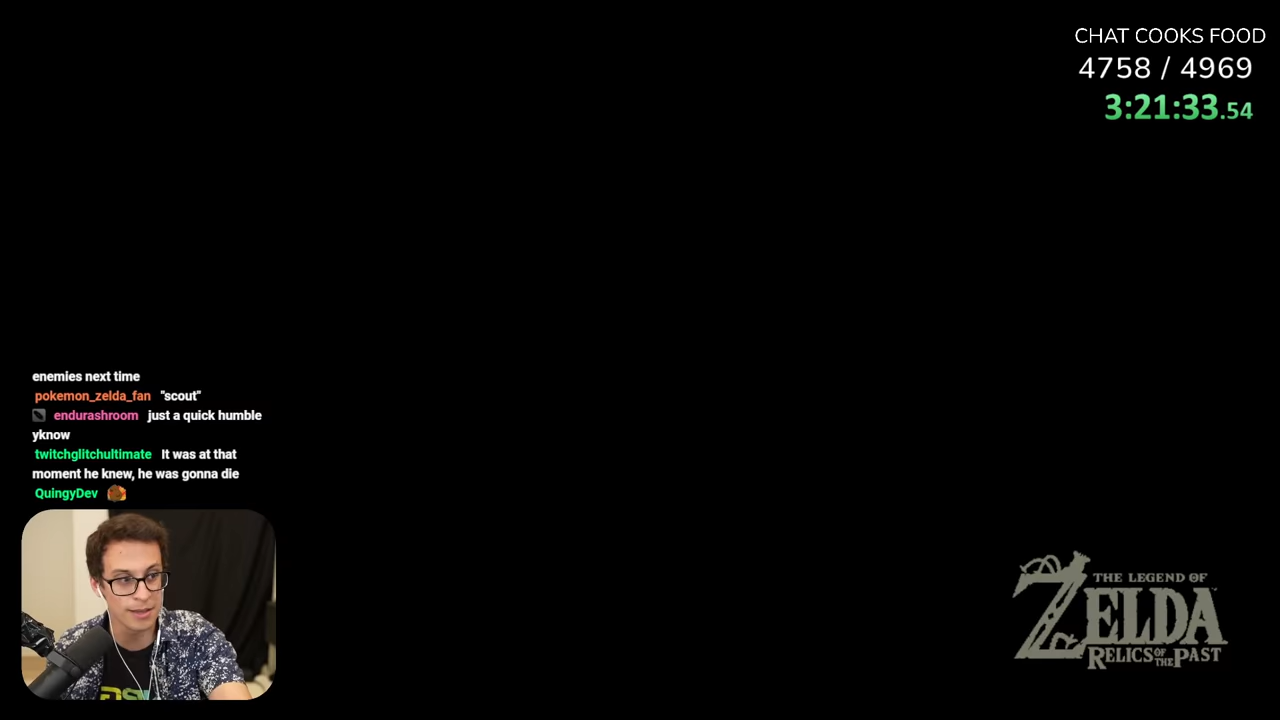 CHAT COOKS FOOD
4758 / 4969
3:21:33.54
enemies next time
pokemon_zelda_fan "scout"
endurashroom just a quick humble
yknow
twitchglitchultimate It was at that
moment he knew, he was gonna die
QuingyDev
THE LEGEND OF
ZELDA
RELICS OF THE PAST